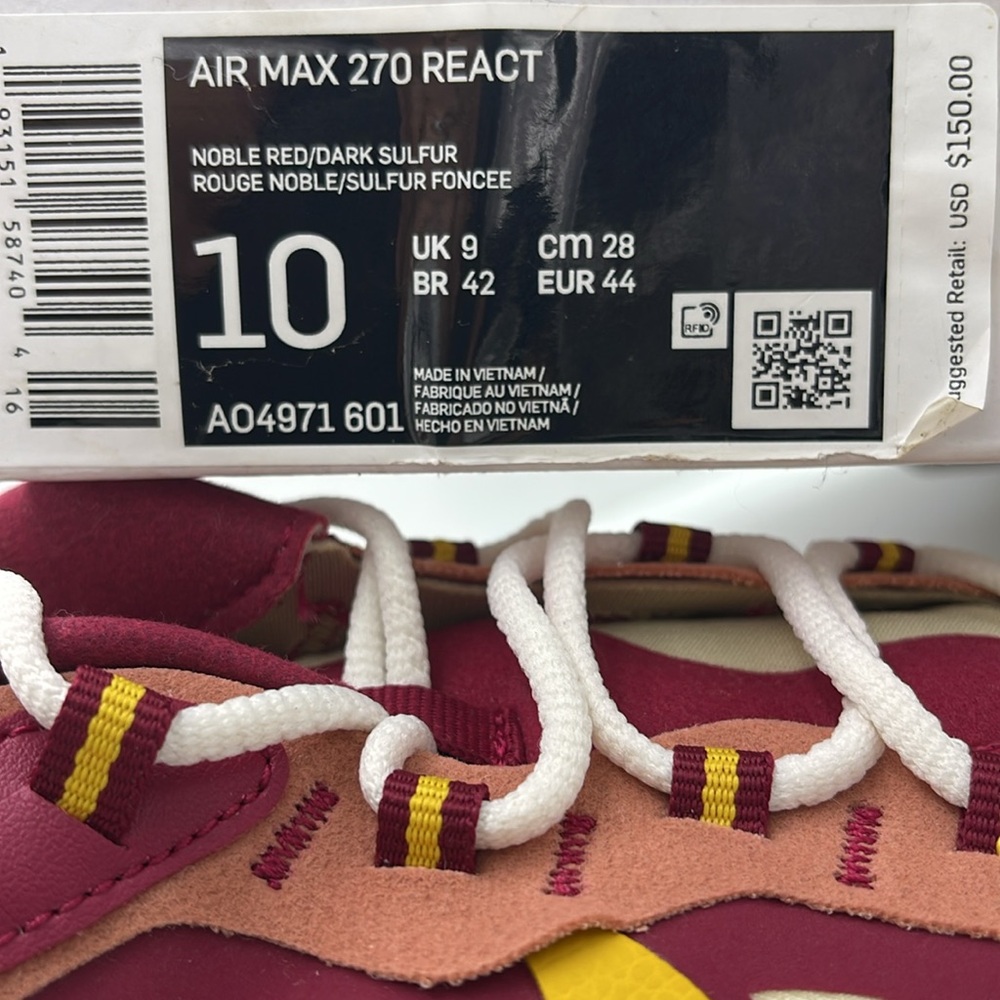 AIR MAX 270 REACT
NOBLE RED/DARK SULFUR
ROUGE NOBLE/SULFUR FONCEE
10
UK 9
cm 28
BR 42
EUR 44
RFID
AO4971 601
MADE IN VIETNAM /
FABRIQUE AU VIETNAM /
FABRICADO NO VIETNÃ /
HECHO EN VIETNAM
uggested Retail: USD $150.00
93151 58740 4 16